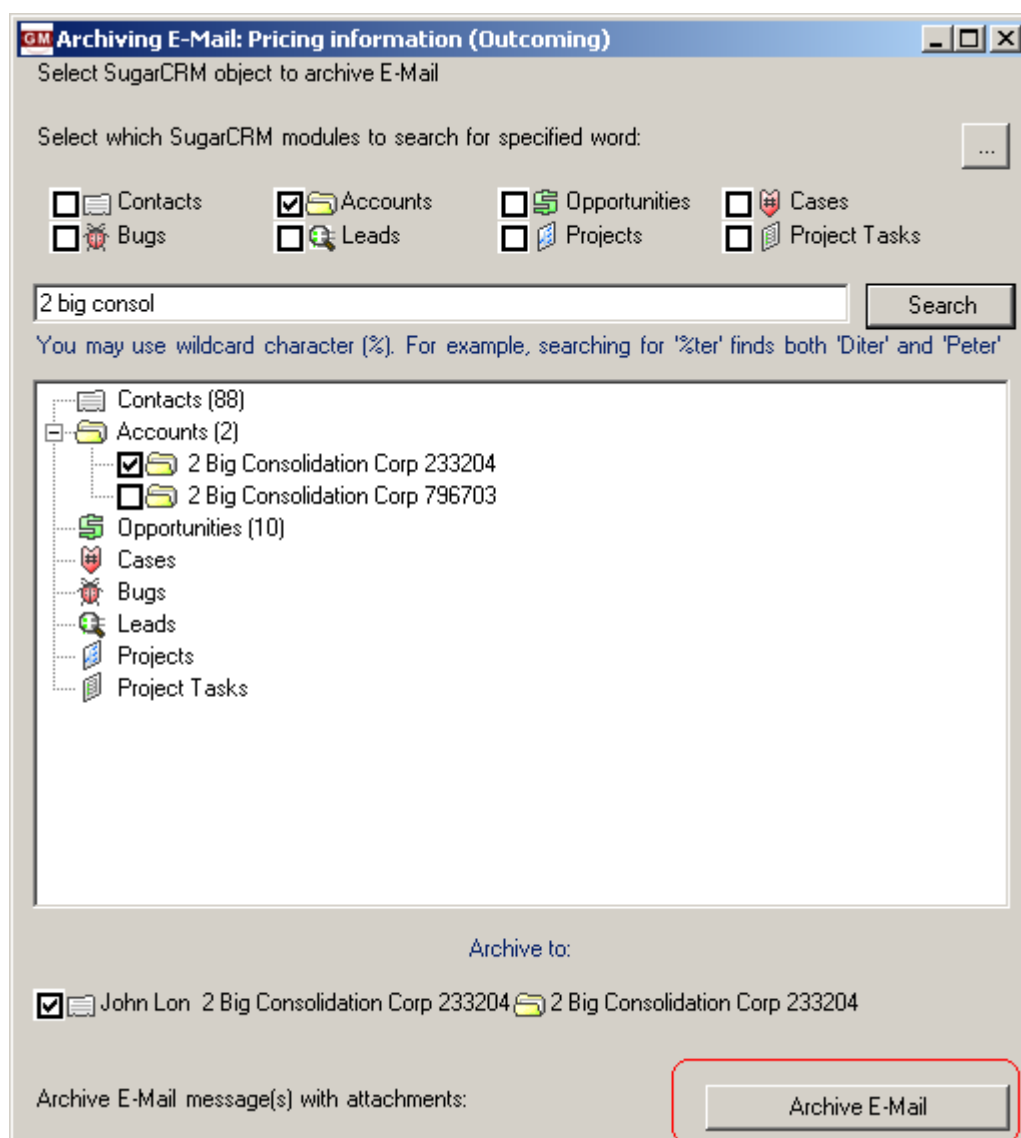 GM Archiving E-Mail: Pricing information (Outcoming)
Select SugarCRM object to archive E-Mail
Select which SugarCRM modules to search for specified word:
...
Contacts Accounts Opportunities Cases
Bugs Leads Projects Project Tasks
2 big consol Search
You may use wildcard character (%). For example, searching for '%ter' finds both 'Diter' and 'Peter'
Contacts (88)
Accounts (2)
2 Big Consolidation Corp 233204
2 Big Consolidation Corp 796703
Opportunities (10)
Cases
Bugs
Leads
Projects
Project Tasks
Archive to:
John Lon 2 Big Consolidation Corp 233204 2 Big Consolidation Corp 233204
Archive E-Mail message(s) with attachments: Archive E-Mail